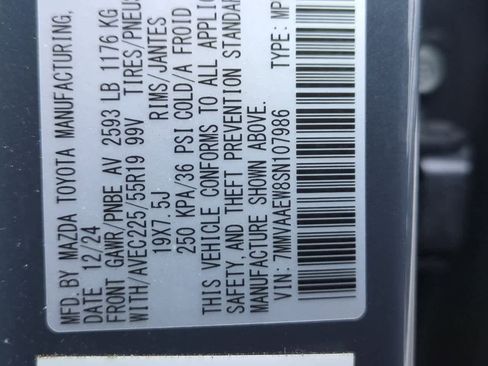 MFD.BY MAZDA TOYOTA MANUFACTURING,
DATE 12/24
FRONT GAWR/PNBE AV 2593 LB 1176 KG
WITH/AVEC225/55R19 99V TIRES/PNEUS
19X7.5J RIMS/JANTES
250 KPA/36 PSI COLD/A FROID
THIS VEHICLE CONFORMS TO ALL APPLIC
SAFETY,AND THEFT PREVENTION STANDAR
MANUFACTURE SHOWN ABOVE.
VIN: 7MMVAAEW8SN107986 TYPE: MP